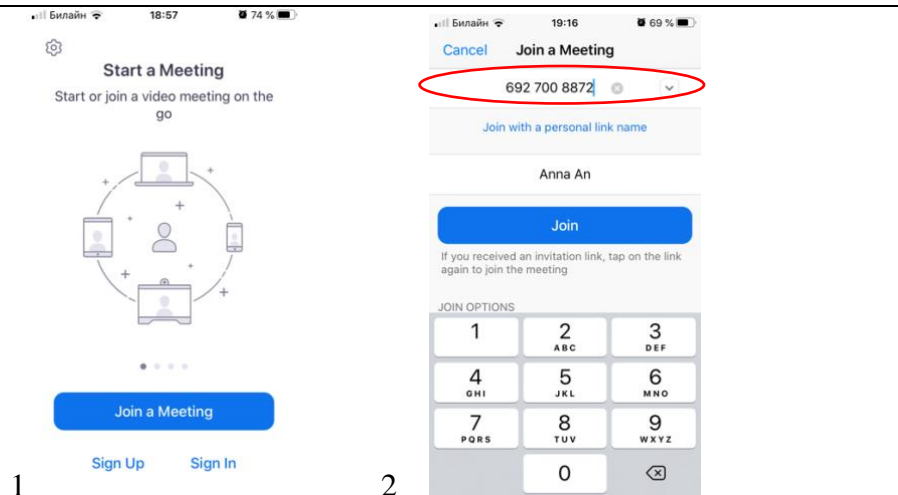 Билайн 18:57 74 %
Start a Meeting
Start or join a video meeting on the
go
Join a Meeting
Sign Up Sign In
1
Билайн 19:16 69 %
Cancel Join a Meeting
692 700 8872
Join with a personal link name
Anna An
Join
If you received an invitation link, tap on the link
again to join the meeting
JOIN OPTIONS
1 2 3
ABC DEF
4 5 6
GHI JKL MNO
7 8 9
PQRS TUV WXYZ
0
2